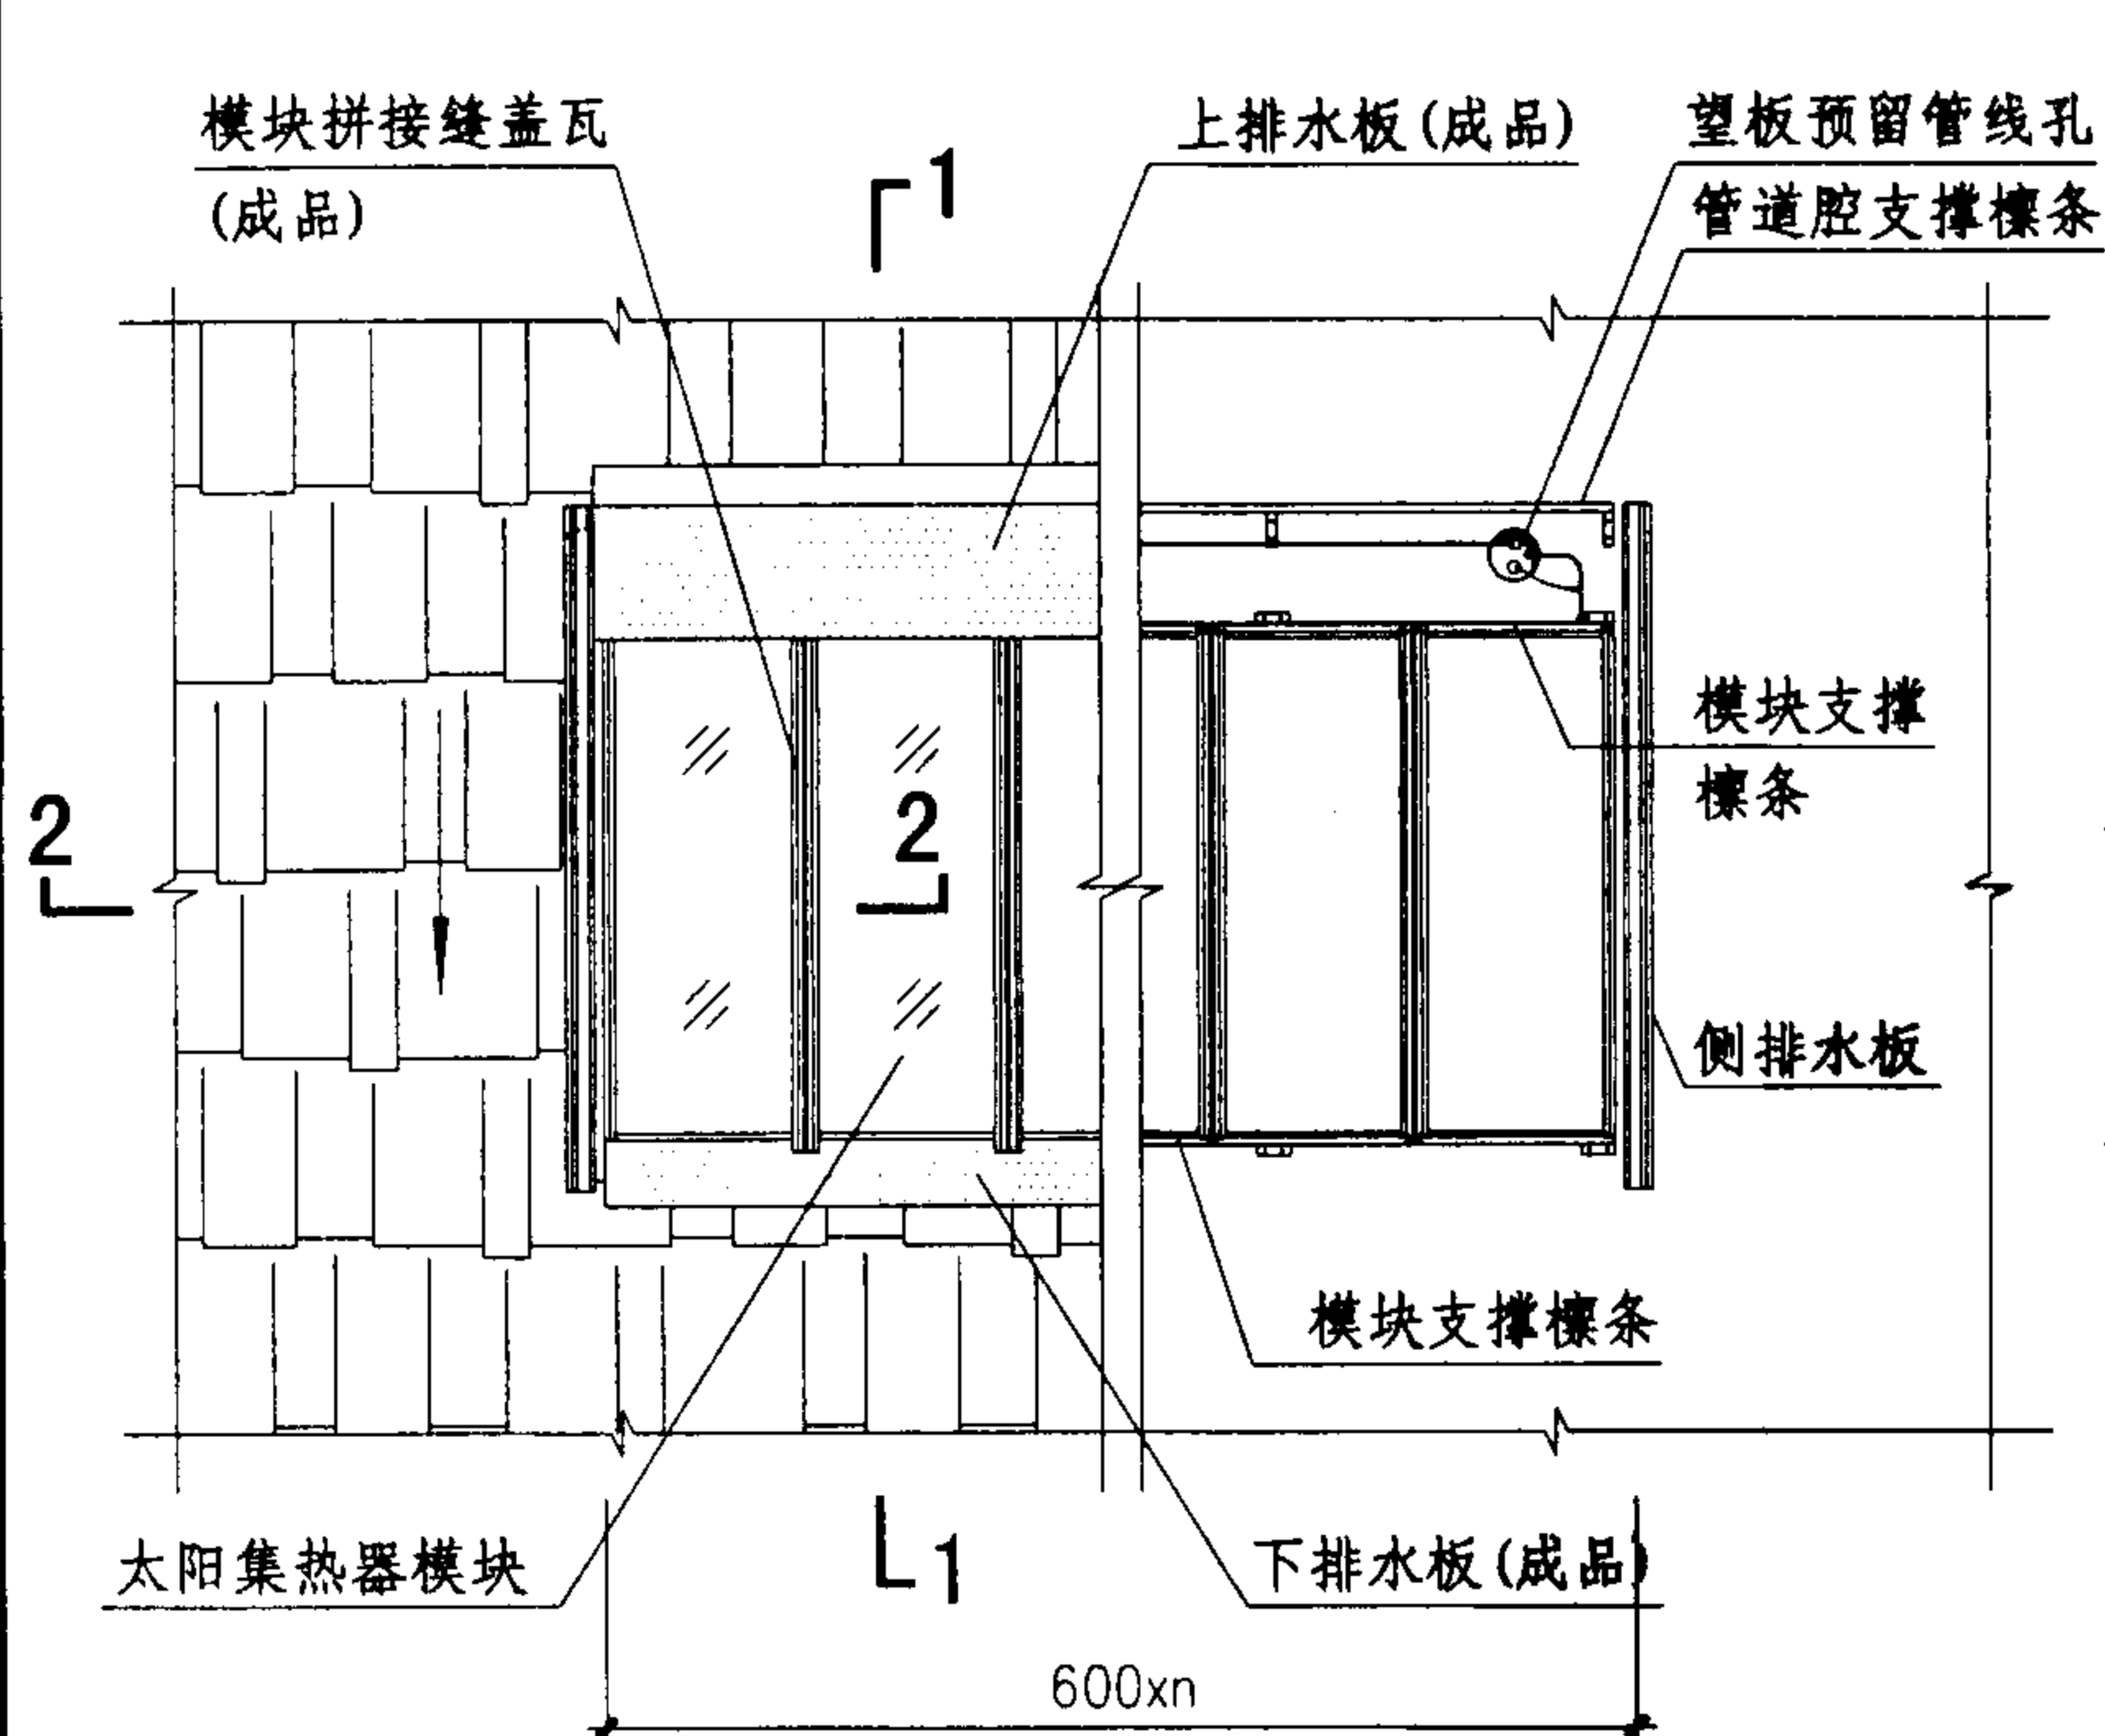 模块拼接缝盖瓦
(成品)
上排水板(成品)
望板预留管线孔
管道腔支撑檩条
1
模块支撑
檩条
2
2
侧排水板
模块支撑檩条
太阳集热器模块
1
下排水板(成品)
600xn